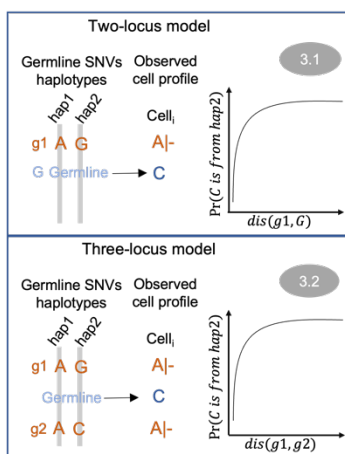 Two-locus model
Germline SNVs Observed
haplotypes cell profile
3.1
hap1 hap2 Cellᵢ
g1 A G A|-
G Germline C
Pr(C is from hap2)
dis(g1, G)
Three-locus model
Germline SNVs Observed
haplotypes cell profile
3.2
hap1 hap2 Cellᵢ
g1 A G A|-
Germline C
g2 A C A|-
Pr(C is from hap2)
dis(g1, g2)